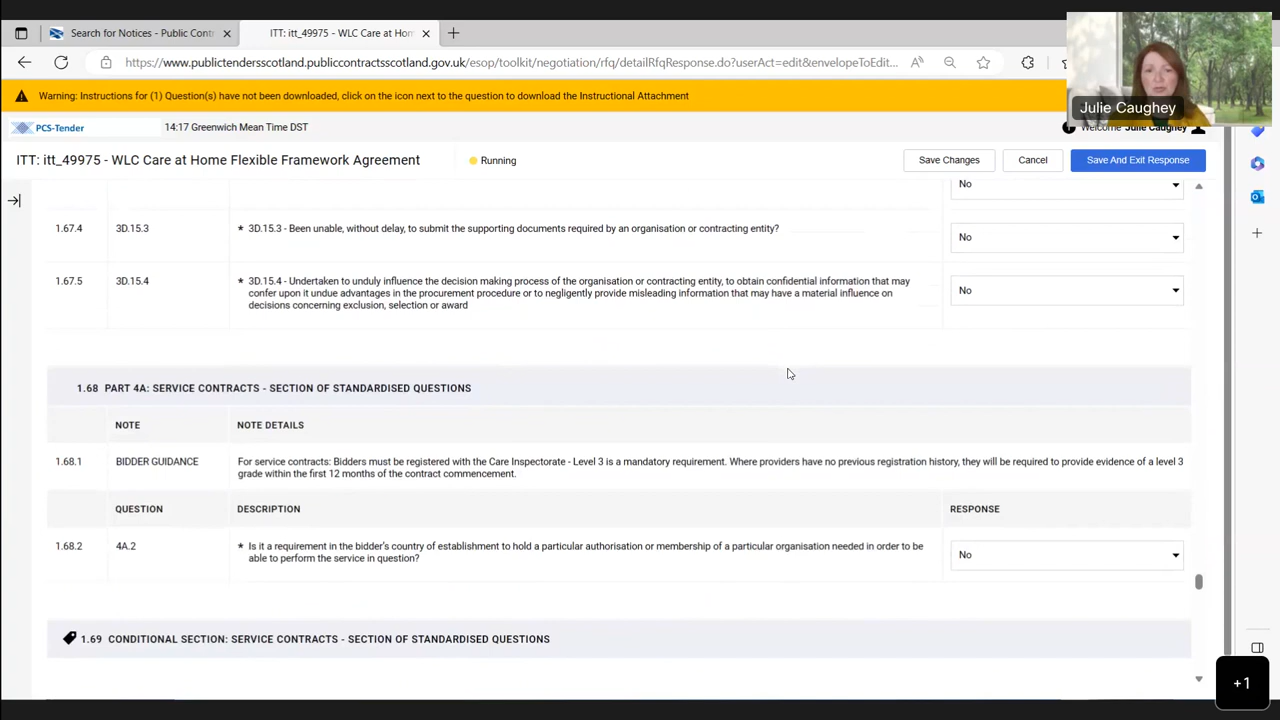 Search for Notices - Public Cont
ITT: itt_49975 - WLC Care at Hom
https://www.publictendersscotland.publiccontractsscotland.gov.uk/esop/toolkit/negotiation/rfq/detailRfqResponse.do?userAct=edit&envelopeToEdit...
Julie Caughey
Warning: Instructions for (1) Question(s) have not been downloaded, click on the icon next to the question to download the Instructional Attachment
PCS-Tender
14:17 Greenwich Mean Time DST
Welcome Julie Caughey
ITT: itt_49975 - WLC Care at Home Flexible Framework Agreement
Running
Save Changes
Cancel
Save And Exit Response
No
1.67.4
3D.15.3
* 3D.15.3 - Been unable, without delay, to submit the supporting documents required by an organisation or contracting entity?
No
1.67.5
3D.15.4
* 3D.15.4 - Undertaken to unduly influence the decision making process of the organisation or contracting entity, to obtain confidential information that may
confer upon it undue advantages in the procurement procedure or to negligently provide misleading information that may have a material influence on
decisions concerning exclusion, selection or award
No
1.68 PART 4A: SERVICE CONTRACTS - SECTION OF STANDARDISED QUESTIONS
NOTE
NOTE DETAILS
1.68.1
BIDDER GUIDANCE
For service contracts: Bidders must be registered with the Care Inspectorate - Level 3 is a mandatory requirement. Where providers have no previous registration history, they will be required to provide evidence of a level 3
grade within the first 12 months of the contract commencement.
QUESTION
DESCRIPTION
RESPONSE
1.68.2
4A.2
* Is it a requirement in the bidder's country of establishment to hold a particular authorisation or membership of a particular organisation needed in order to be
able to perform the service in question?
No
1.69 CONDITIONAL SECTION: SERVICE CONTRACTS - SECTION OF STANDARDISED QUESTIONS
+1